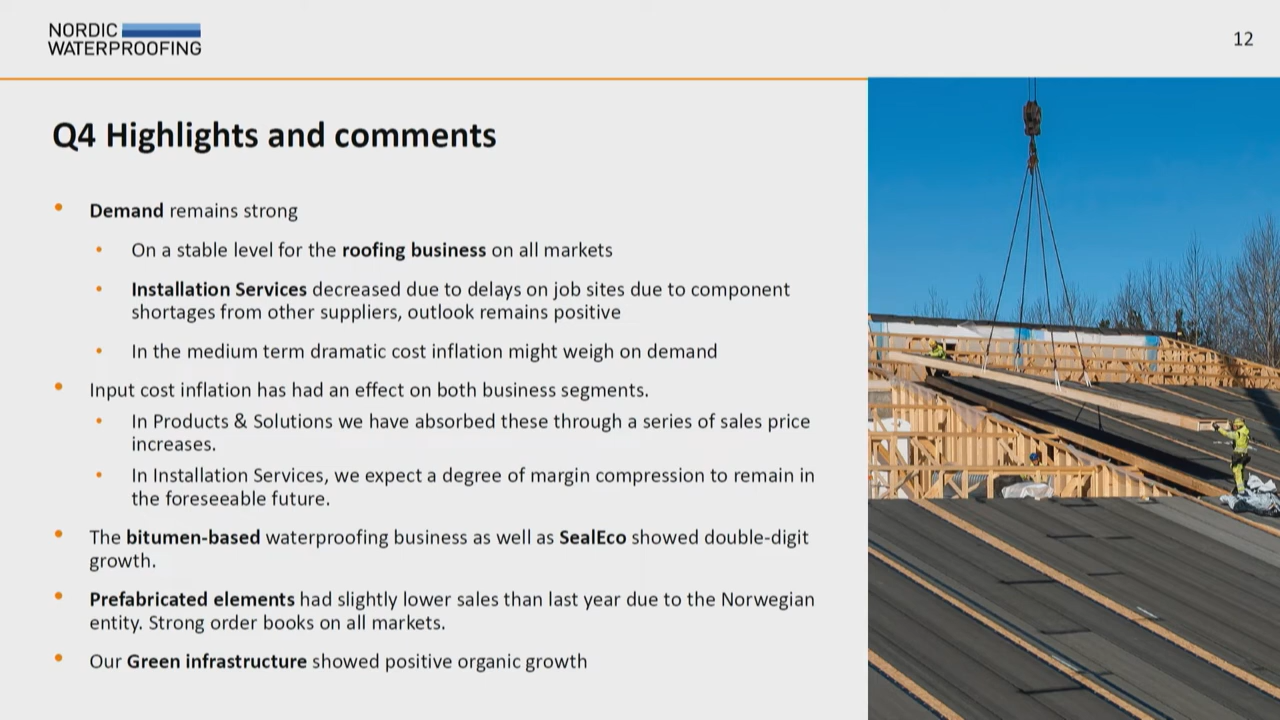 NORDIC
WATERPROOFING
12
Q4 Highlights and comments
• Demand remains strong
• On a stable level for the roofing business on all markets
• Installation Services decreased due to delays on job sites due to component
shortages from other suppliers, outlook remains positive
• In the medium term dramatic cost inflation might weigh on demand
• Input cost inflation has had an effect on both business segments.
• In Products & Solutions we have absorbed these through a series of sales price
increases.
• In Installation Services, we expect a degree of margin compression to remain in
the foreseeable future.
• The bitumen-based waterproofing business as well as SealEco showed double-digit
growth.
• Prefabricated elements had slightly lower sales than last year due to the Norwegian
entity. Strong order books on all markets.
• Our Green infrastructure showed positive organic growth